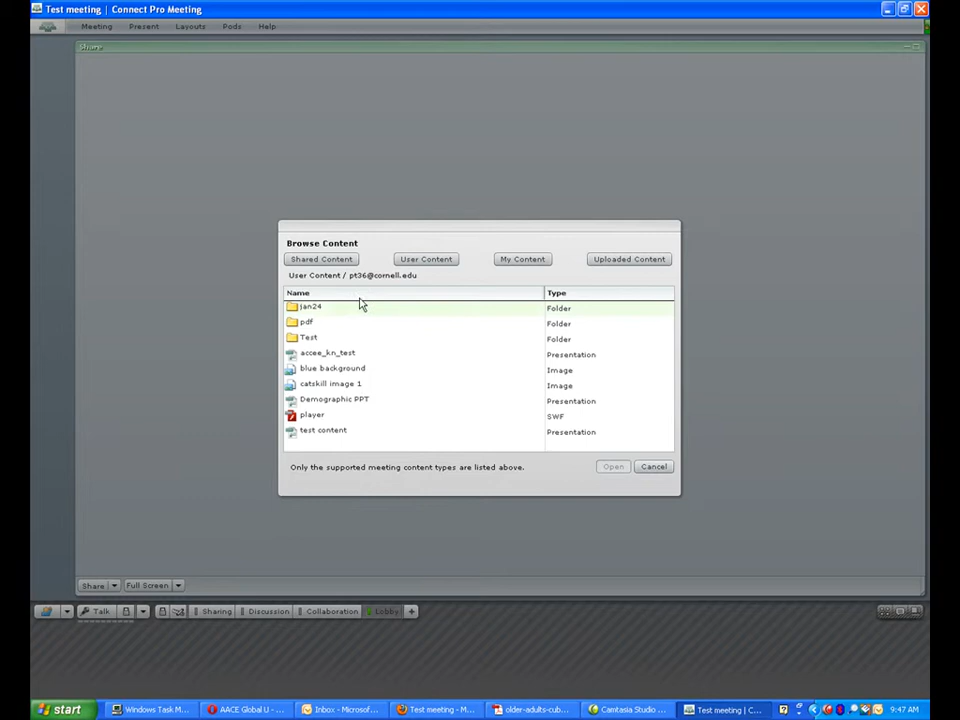 Test meeting | Connect Pro Meeting
Meeting Present Layouts Pods Help
Share
Browse Content
Shared Content User Content My Content Uploaded Content
User Content / pt36@cornell.edu
Name Type
jan24 Folder
pdf Folder
Test Folder
accee_kn_test Presentation
blue background Image
catskill image 1 Image
Demographic PPT Presentation
player SWF
test content Presentation
Only the supported meeting content types are listed above. Open Cancel
Share Full Screen
Talk Sharing Discussion Collaboration Lobby +
start Windows Task M... AACE Global U - ... Inbox - Microsof... Test meeting - M... older-adults-cub... Camtasia Studio ... Test meeting | C... 9:47 AM